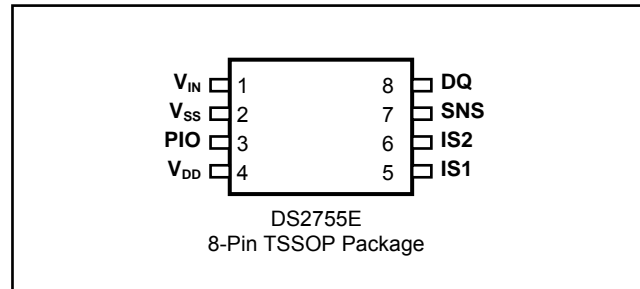 V_IN 1 8 DQ
V_SS 2 7 SNS
PIO 3 6 IS2
V_DD 4 5 IS1
DS2755E
8-Pin TSSOP Package